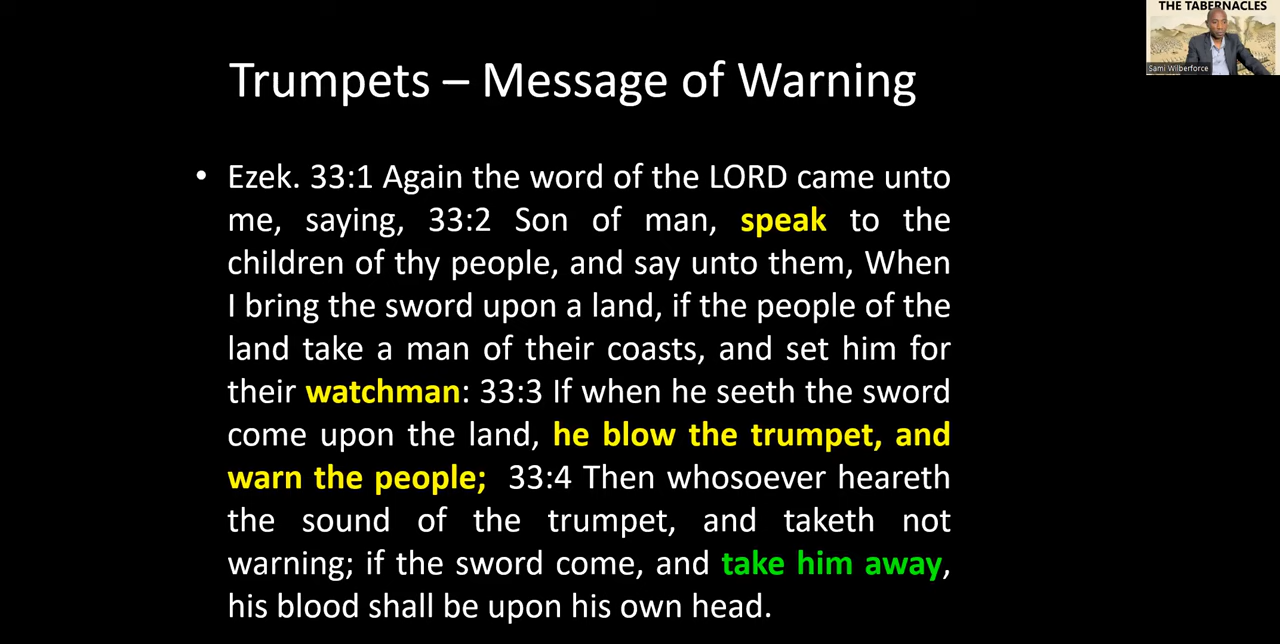 THE TABERNACLES
Sami Wilberforce
Trumpets – Message of Warning
• Ezek. 33:1 Again the word of the LORD came unto
me, saying, 33:2 Son of man, speak to the
children of thy people, and say unto them, When
I bring the sword upon a land, if the people of the
land take a man of their coasts, and set him for
their watchman: 33:3 If when he seeth the sword
come upon the land, he blow the trumpet, and
warn the people; 33:4 Then whosoever heareth
the sound of the trumpet, and taketh not
warning; if the sword come, and take him away,
his blood shall be upon his own head.